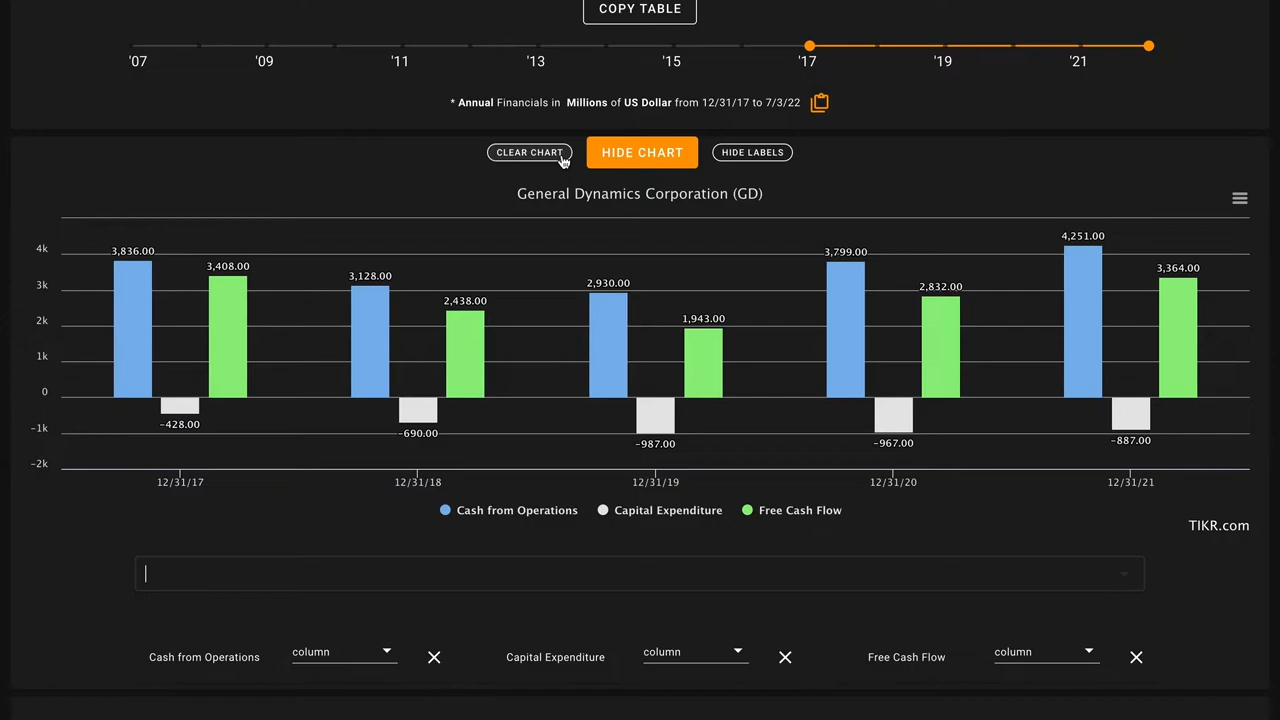 COPY TABLE
'07 '09 '11 '13 '15 '17 '19 '21
* Annual Financials in Millions of US Dollar from 12/31/17 to 7/3/22
CLEAR CHART HIDE CHART HIDE LABELS
General Dynamics Corporation (GD)
4k
3k
2k
1k
0
-1k
-2k
3,836.00 3,408.00 3,128.00 2,438.00 2,930.00 1,943.00 3,799.00 2,832.00 4,251.00 3,364.00
-428.00 -690.00 -987.00 -967.00 -887.00
12/31/17 12/31/18 12/31/19 12/31/20 12/31/21
Cash from Operations Capital Expenditure Free Cash Flow
TIKR.com
Cash from Operations column Capital Expenditure column Free Cash Flow column